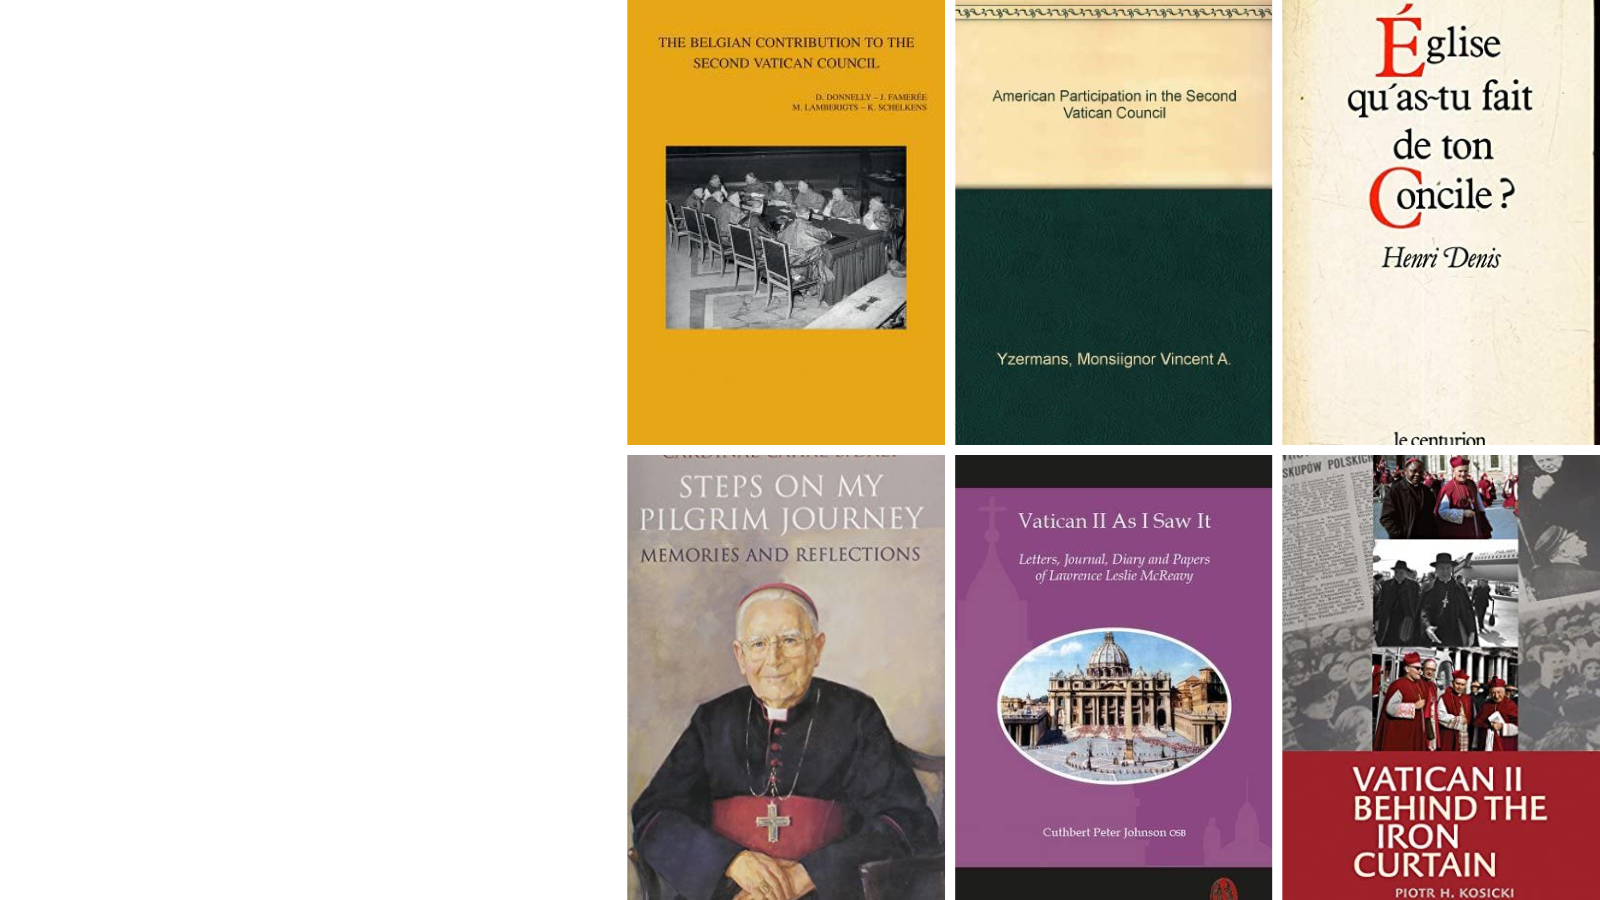 THE BELGIAN CONTRIBUTION TO THE
SECOND VATICAN COUNCIL
D. DONNELLY – J. FAMERÉE
M. LAMBERIGTS – K. SCHELKENS
American Participation in the Second
Vatican Council
Yzermans, Monsiignor Vincent A.
Église
qu'as-tu fait
de ton
Concile ?
Henri Denis
le centurion
STEPS ON MY
PILGRIM JOURNEY
MEMORIES AND REFLECTIONS
Vatican II As I Saw It
Letters, Journal, Diary and Papers
of Lawrence Leslie McReavy
Cuthbert Peter Johnson OSB
SKUPÓW POLSKICH
VATICAN II
BEHIND THE
IRON
CURTAIN
PIOTR H. KOSICKI